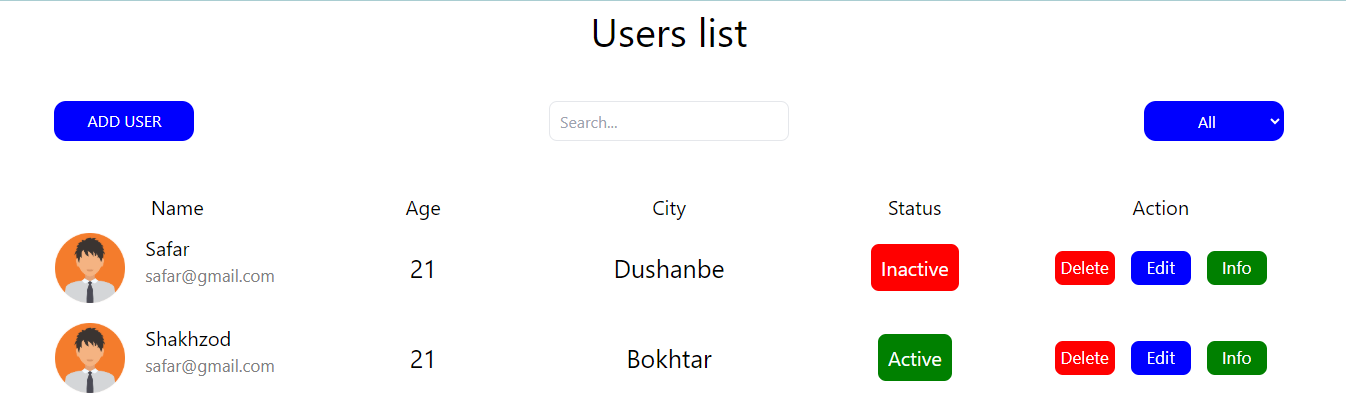 Users list
ADD USER
Search...
All
Name Age City Status Action
Safar
safar@gmail.com
21 Dushanbe Inactive Delete Edit Info
Shakhzod
safar@gmail.com
21 Bokhtar Active Delete Edit Info